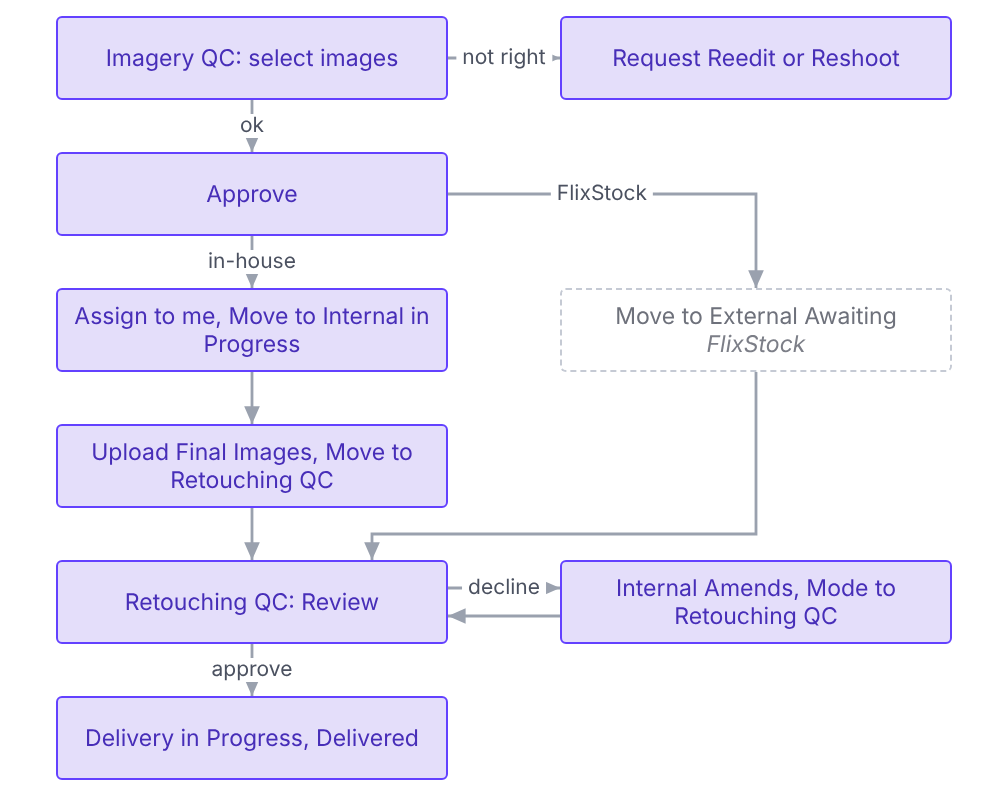 Imagery QC: select images
not right
Request Reedit or Reshoot
ok
Approve
FlixStock
in-house
Assign to me, Move to Internal in
Progress
Move to External Awaiting
FlixStock
Upload Final Images, Move to
Retouching QC
Retouching QC: Review
decline
Internal Amends, Mode to
Retouching QC
approve
Delivery in Progress, Delivered